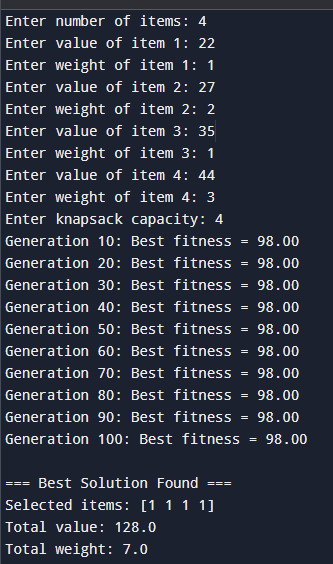 Enter number of items: 4
Enter value of item 1: 22
Enter weight of item 1: 1
Enter value of item 2: 27
Enter weight of item 2: 2
Enter value of item 3: 35
Enter weight of item 3: 1
Enter value of item 4: 44
Enter weight of item 4: 3
Enter knapsack capacity: 4
Generation 10: Best fitness = 98.00
Generation 20: Best fitness = 98.00
Generation 30: Best fitness = 98.00
Generation 40: Best fitness = 98.00
Generation 50: Best fitness = 98.00
Generation 60: Best fitness = 98.00
Generation 70: Best fitness = 98.00
Generation 80: Best fitness = 98.00
Generation 90: Best fitness = 98.00
Generation 100: Best fitness = 98.00
=== Best Solution Found ===
Selected items: [1 1 1 1]
Total value: 128.0
Total weight: 7.0